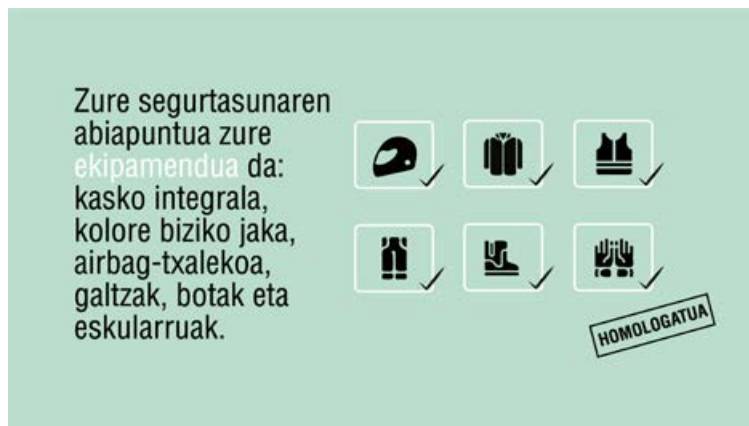 Zure segurtasunaren
abiapuntua zure
ekipamendua da:
kasko integrala,
kolore biziko jaka,
airbag-txalekoa,
galtzak, botak eta
eskularruak.
HOMOLOGATUA